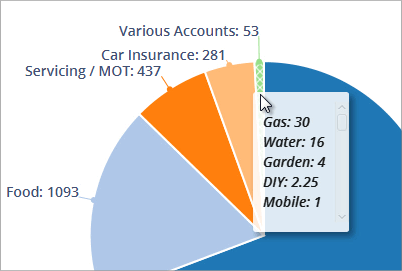 Various Accounts: 53
Car Insurance: 281
Servicing / MOT: 437
Food: 1093
Gas: 30
Water: 16
Garden: 4
DIY: 2.25
Mobile: 1